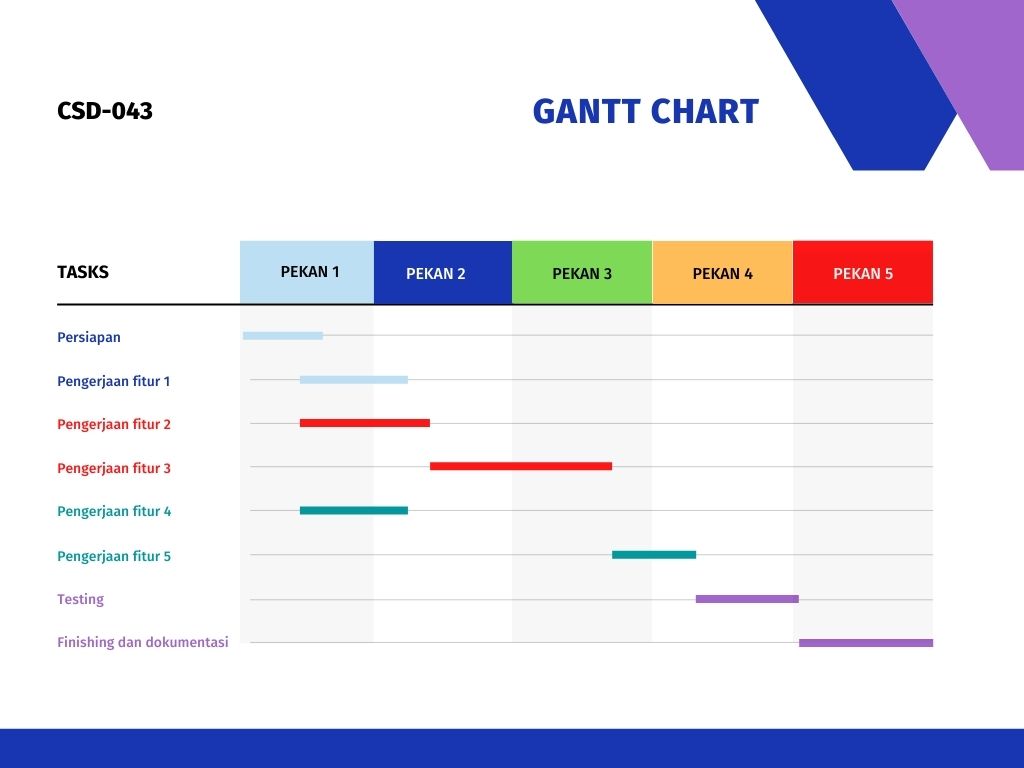 CSD-043
GANTT CHART
TASKS
PEKAN 1
PEKAN 2
PEKAN 3
PEKAN 4
PEKAN 5
Persiapan
Pengerjaan fitur 1
Pengerjaan fitur 2
Pengerjaan fitur 3
Pengerjaan fitur 4
Pengerjaan fitur 5
Testing
Finishing dan dokumentasi